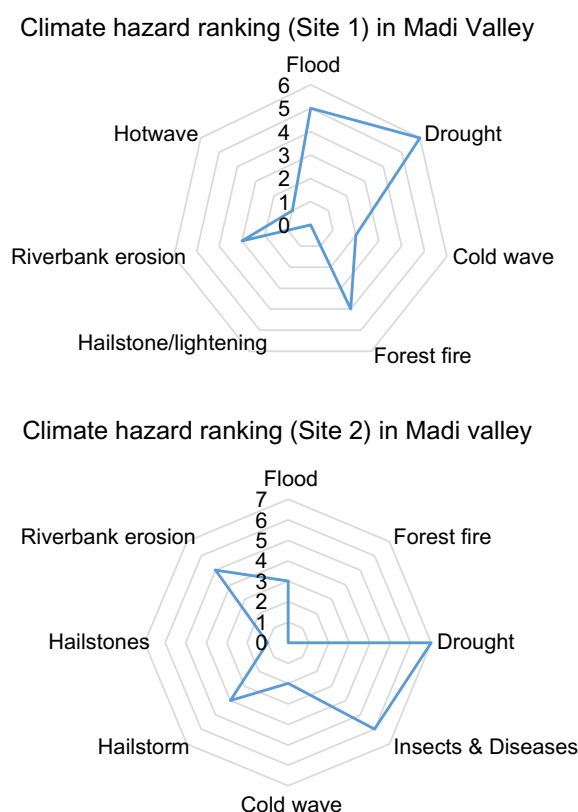 Climate hazard ranking (Site 1) in Madi Valley
Flood
6
5
4
3
2
1
0
Hotwave
Drought
Riverbank erosion
Cold wave
Hailstone/lightening
Forest fire
Climate hazard ranking (Site 2) in Madi valley
Flood
7
6
5
4
3
2
1
0
Riverbank erosion
Forest fire
Hailstones
Drought
Hailstorm
Insects & Diseases
Cold wave